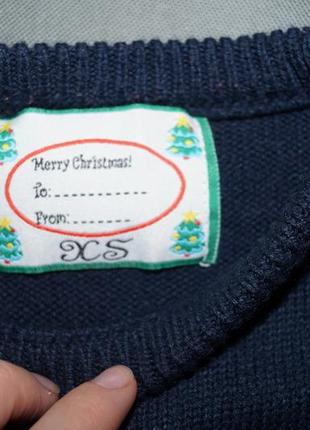 Merry Christmas!
To:------------
From:---------
XS